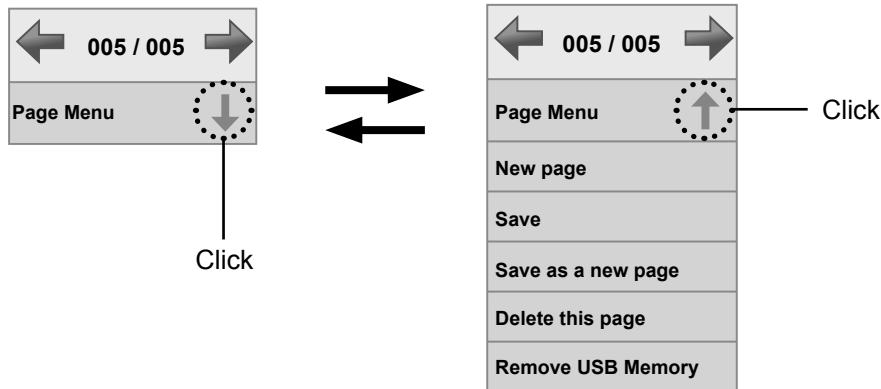 005 / 005
Page Menu
Click
005 / 005
Page Menu
Click
New page
Save
Save as a new page
Delete this page
Remove USB Memory